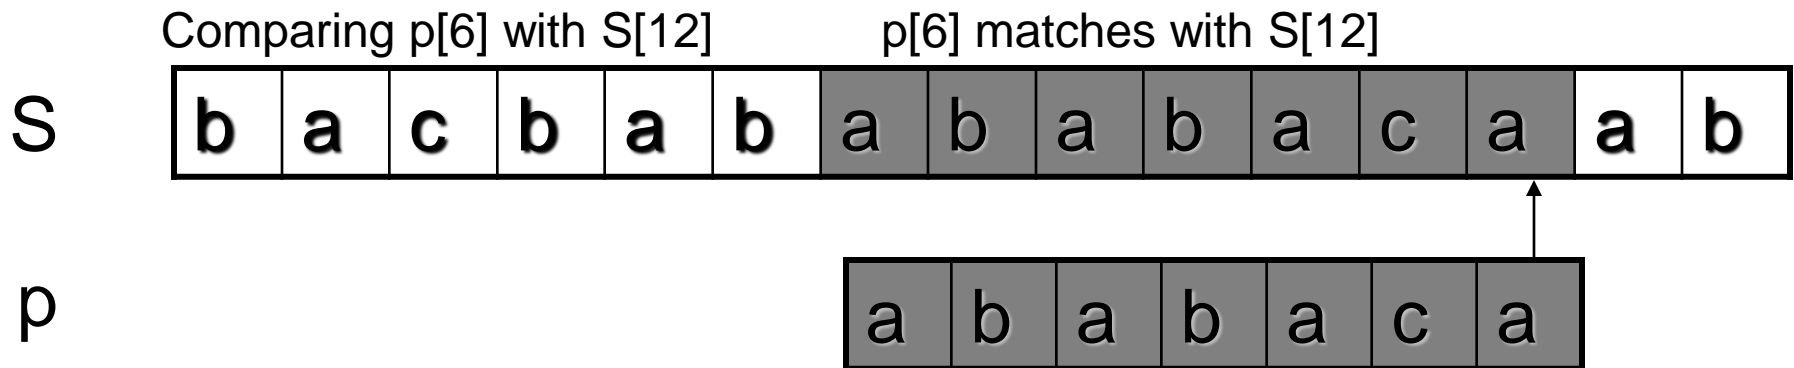 Comparing p[6] with S[12] p[6] matches with S[12]
S b a c b a b a b a b a c a a b
p a b a b a c a